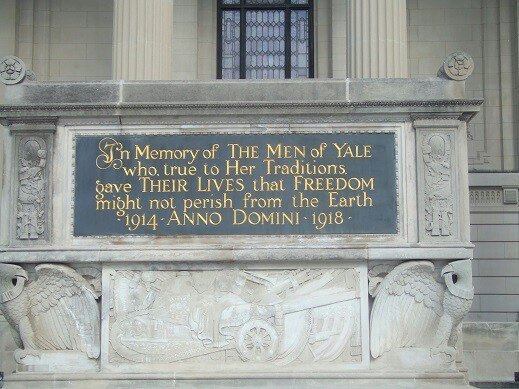 In Memory of THE MEN of YALE
who, true to Her Traditions,
gave THEIR LIVES that FREEDOM
might not perish from the Earth
·1914· ANNO DOMINI ·1918·